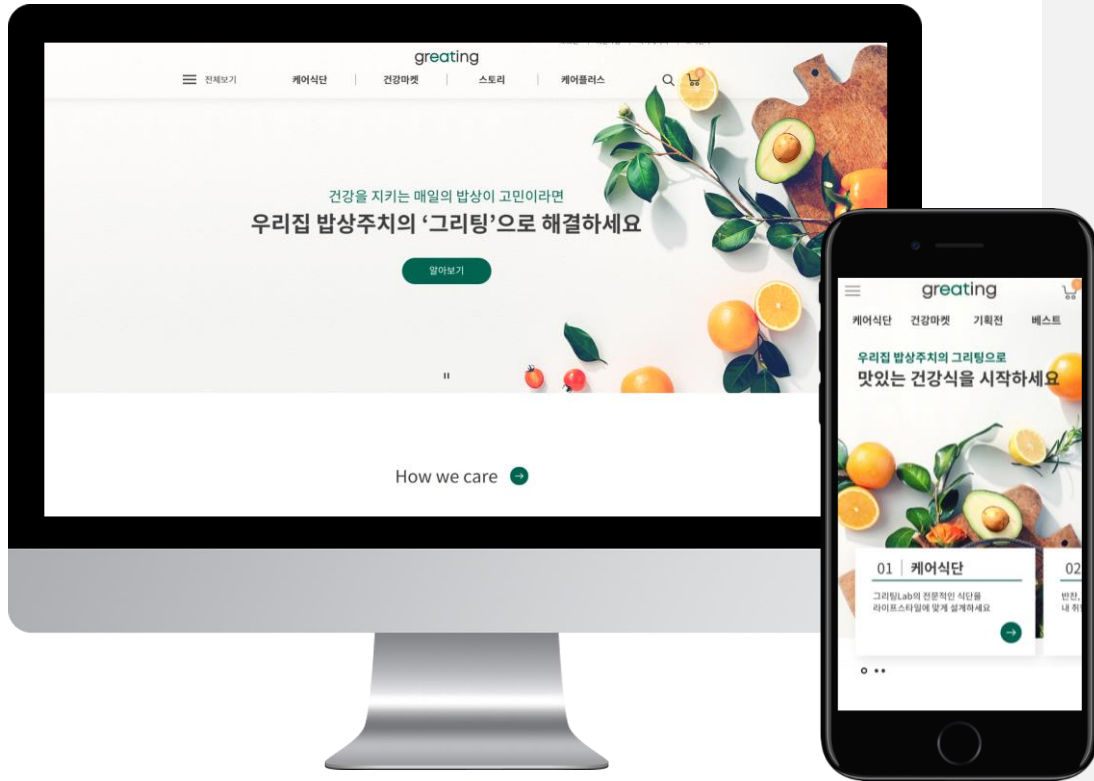 greating
전체보기
케어식단
건강마켓
스토리
케어플러스
건강을 지키는 매일의 밥상이 고민이라면
우리집 밥상주치의 ‘그리팅’으로 해결하세요
알아보기
How we care
greating
케어식단
건강마켓
기획전
베스트
우리집 밥상주치의 그리팅으로
맛있는 건강식을 시작하세요
01
케어식단
그리팅Lab의 전문적인 식단을
라이프스타일에 맞게 설계하세요
02
반찬,